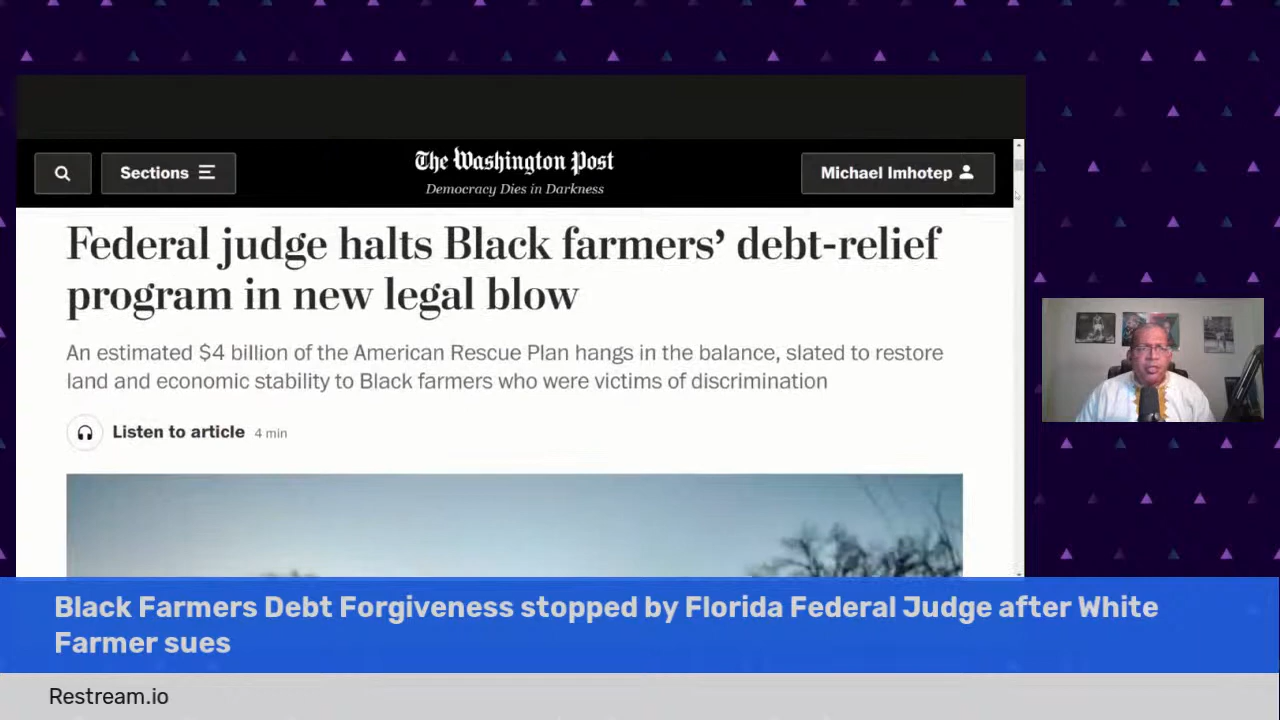 Sections
The Washington Post
Democracy Dies in Darkness
Michael Imhotep
Federal judge halts Black farmers’ debt-relief
program in new legal blow
An estimated $4 billion of the American Rescue Plan hangs in the balance, slated to restore
land and economic stability to Black farmers who were victims of discrimination
Listen to article 4 min
Black Farmers Debt Forgiveness stopped by Florida Federal Judge after White
Farmer sues
Restream.io